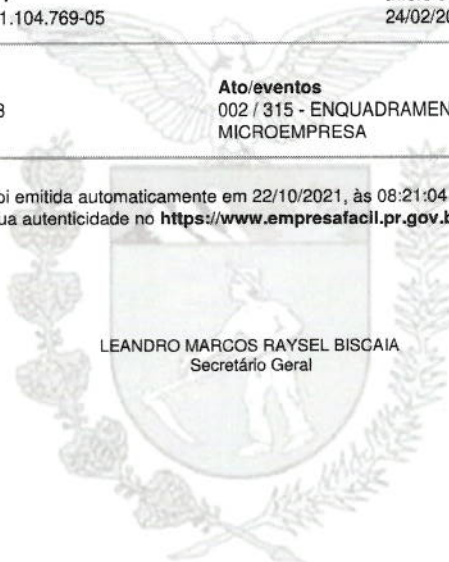 1.104.769-05
24/02/20
Ato/eventos
002 / 315 - ENQUADRAMEN
MICROEMPRESA
oi emitida automaticamente em 22/10/2021, às 08:21:04
ua autenticidade no https://www.empresafacil.pr.gov.b
LEANDRO MARCOS RAYSEL BISCAIA
Secretário Geral